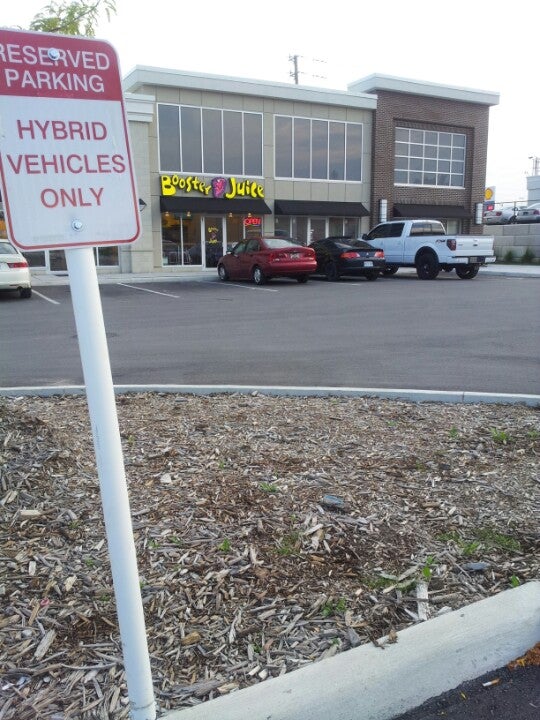 RESERVED
PARKING
HYBRID
VEHICLES
ONLY
BOOSTER JUICE
OPEN